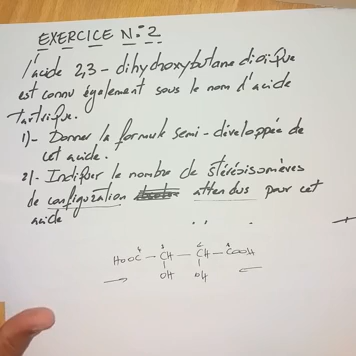 EXERCICE N:2
l'acide 2,3-dihydroxybutane dioïque
est connu également sous le nom d'acide
tartrique.
1)- Donner la formule semi-développée de
cet acide.
2)- Indiquer le nombre de stéréoisomères
de configuration attendus pour cet
acide
HOOC — CH — CH — COOH
OH OH